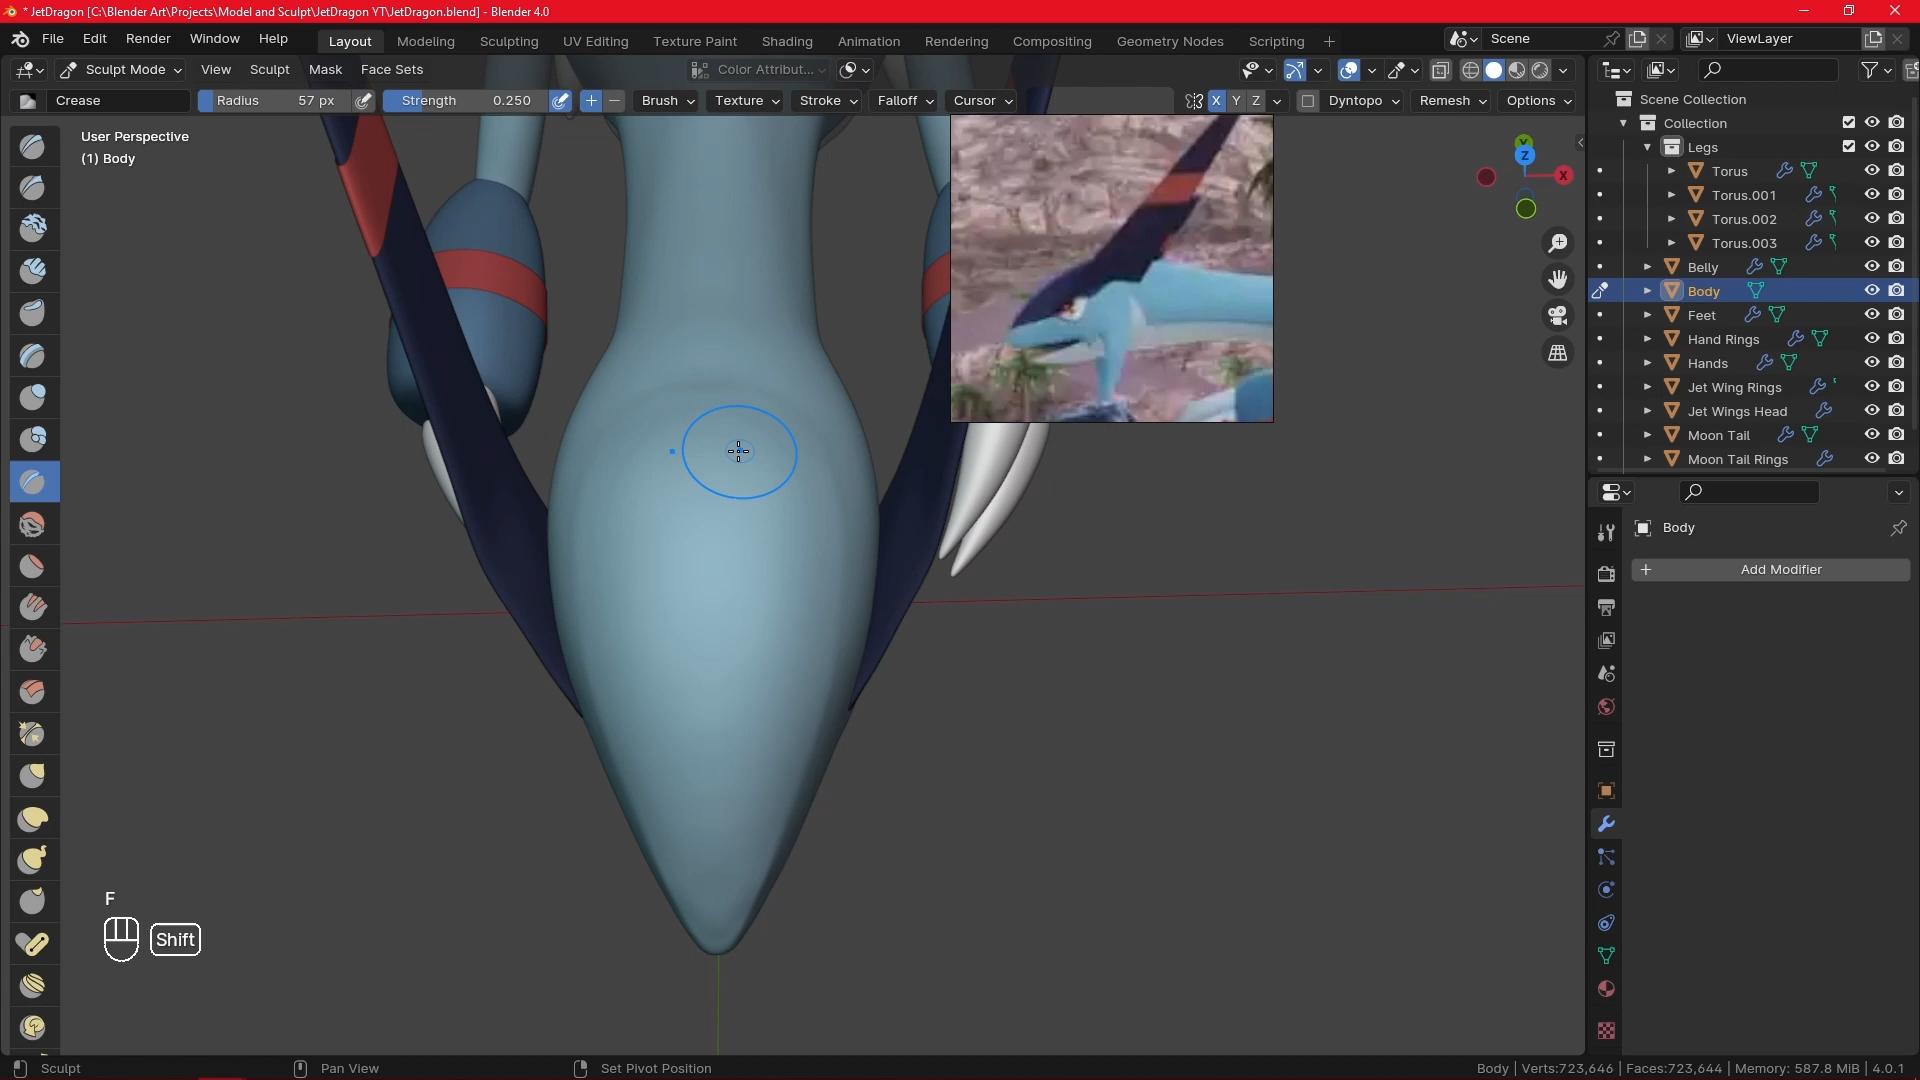 * JetDragon [C:\Blender Art\Projects\Model and Sculpt\JetDragon YT\JetDragon.blend] - Blender 4.0
File Edit Render Window Help Layout Modeling Sculpting UV Editing Texture Paint Shading Animation Rendering Compositing Geometry Nodes Scripting + Scene ViewLayer
Sculpt Mode View Sculpt Mask Face Sets Color Attribut...
Crease Radius 57 px Strength 0.250 + − Brush Texture Stroke Falloff Cursor X Y Z Dyntopo Remesh Options
User Perspective
(1) Body
Y
Z
X
Scene Collection
Collection
Legs
Torus
Torus.001
Torus.002
Torus.003
Belly
Body
Feet
Hand Rings
Hands
Jet Wing Rings
Jet Wings Head
Moon Tail
Moon Tail Rings
Body
+ Add Modifier
F
Shift
Sculpt Pan View Set Pivot Position Body | Verts:723,646 | Faces:723,644 | Memory: 587.8 MiB | 4.0.1